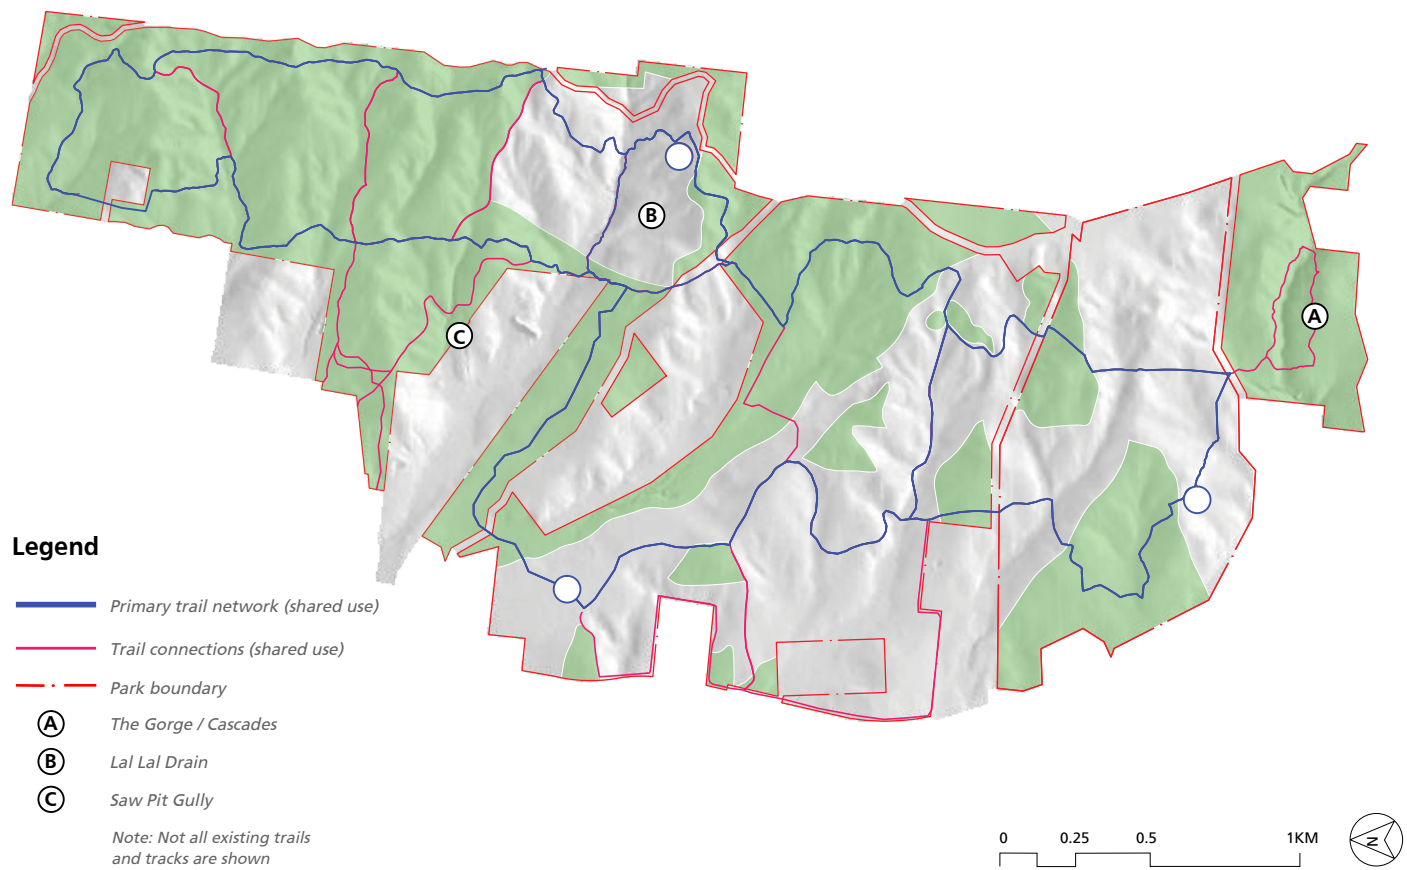 A
B
C
Legend
Primary trail network (shared use)
Trail connections (shared use)
Park boundary
A The Gorge / Cascades
B Lal Lal Drain
C Saw Pit Gully
Note: Not all existing trails
and tracks are shown
0 0.25 0.5 1KM
N